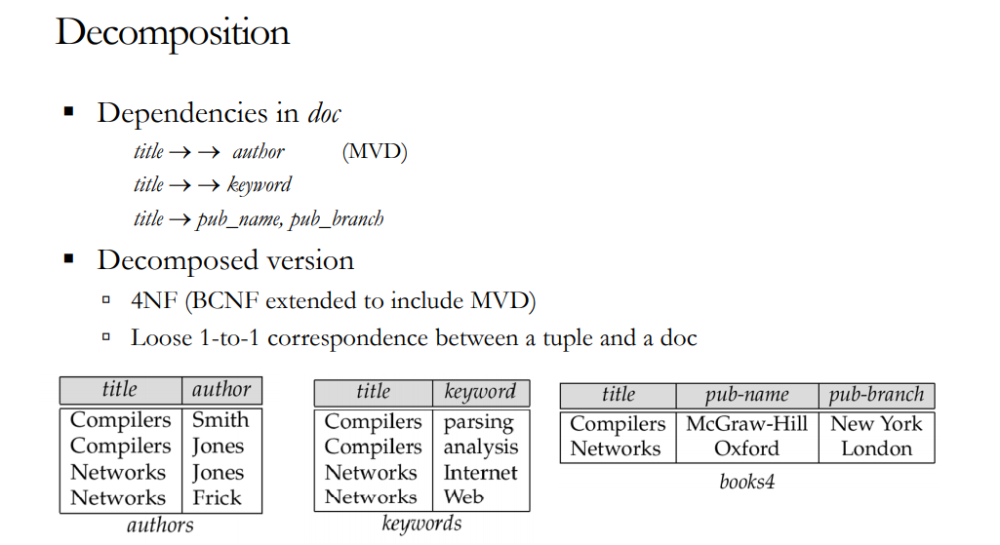 Decomposition
▪ Dependencies in doc
title → → author (MVD)
title → → keyword
title → pub_name, pub_branch
▪ Decomposed version
▫ 4NF (BCNF extended to include MVD)
▫ Loose 1-to-1 correspondence between a tuple and a doc
title author
Compilers Smith
Compilers Jones
Networks Jones
Networks Frick
authors
title keyword
Compilers parsing
Compilers analysis
Networks Internet
Networks Web
keywords
title pub-name pub-branch
Compilers McGraw-Hill New York
Networks Oxford London
books4